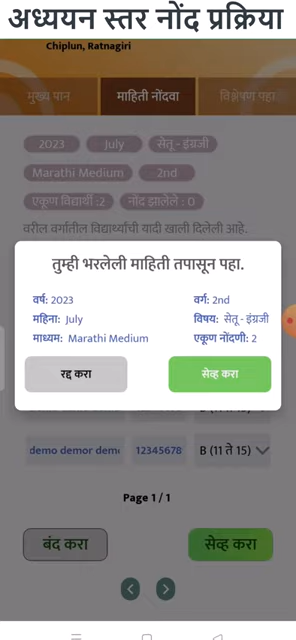 अध्ययन स्तर नोंद प्रक्रिया
Chiplun, Ratnagiri
मुख्य पान माहिती नोंदवा विश्लेषण पहा
2023 July सेतू - इंग्रजी
Marathi Medium 2nd
एकूण विद्यार्थी :2 नोंद झालेले : 0
वरील वर्गातील विद्यार्थ्यांची यादी खाली दिलेली आहे.
तुम्ही भरलेली माहिती तपासून पहा.
वर्ष: 2023 वर्ग: 2nd
महिना: July विषय: सेतू - इंग्रजी
माध्यम: Marathi Medium एकूण नोंदणी: 2
रद्द करा सेव्ह करा
demo demor dem 12345678 B (11 ते 15)
Page 1 / 1
बंद करा सेव्ह करा